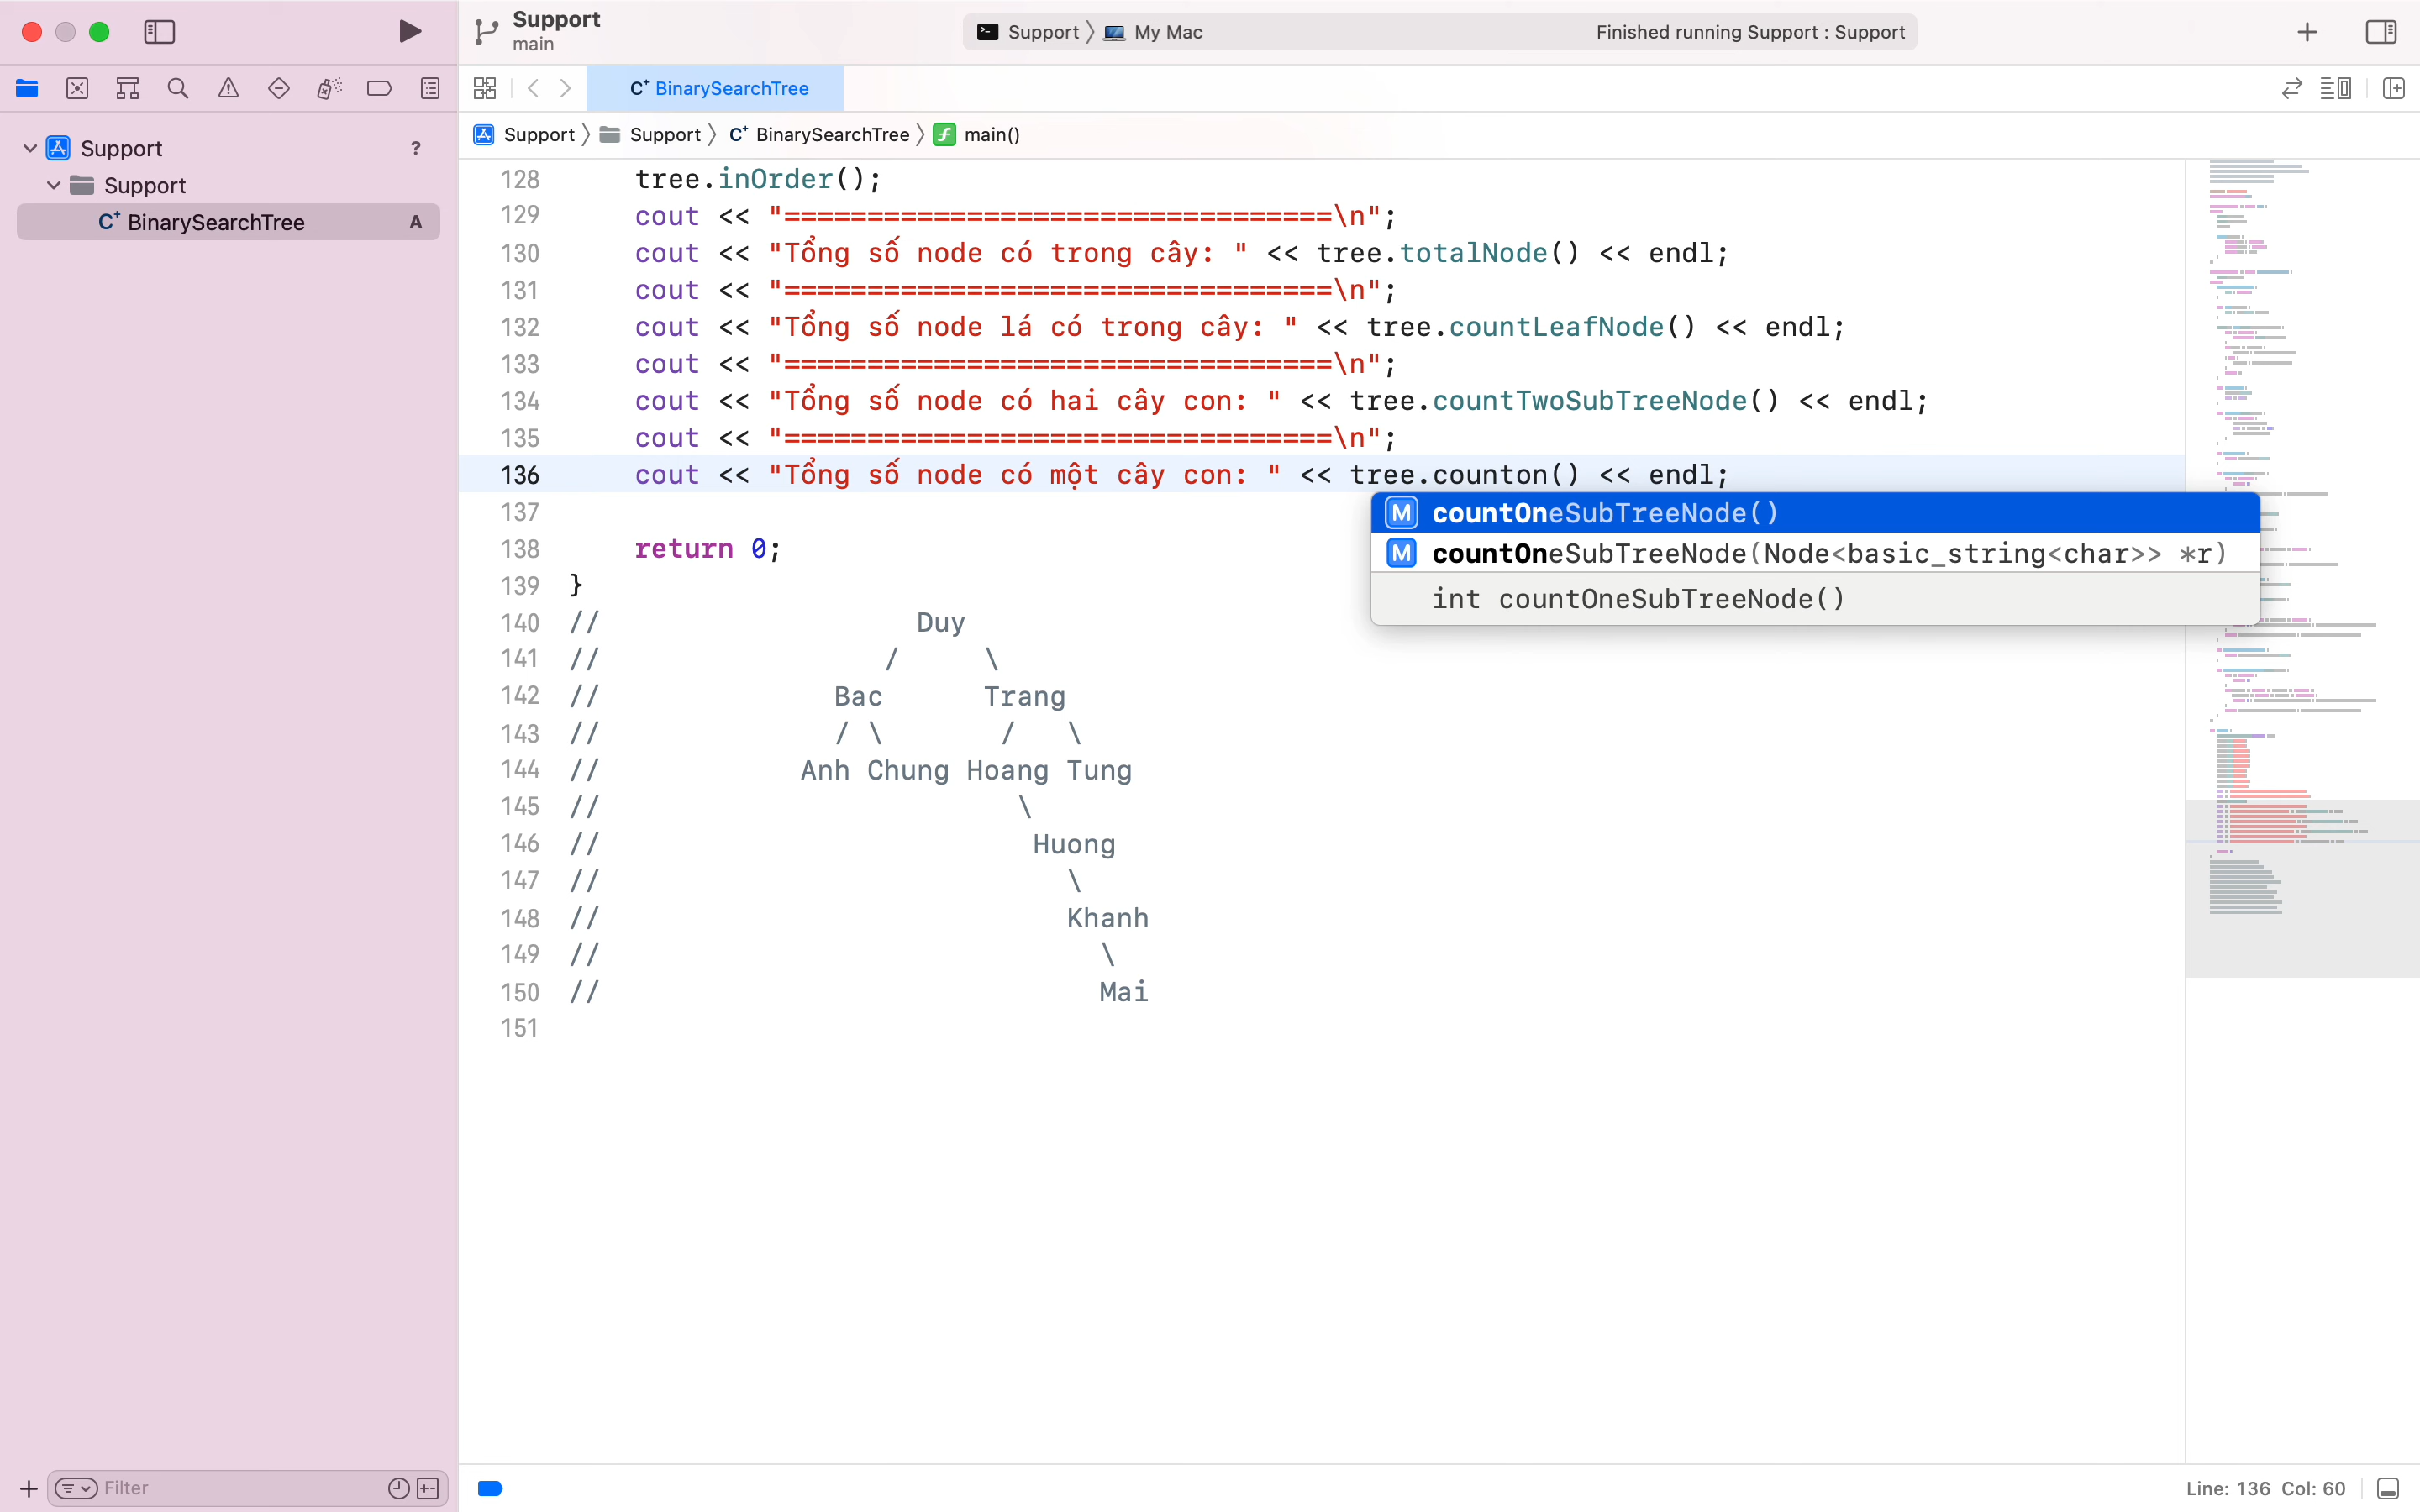 Support
main
Support 〉 My Mac
Finished running Support : Support
BinarySearchTree
Support 〉 Support 〉 BinarySearchTree 〉 main()
Support ?
Support
BinarySearchTree A
128 tree.inOrder();
129 cout << "=================================\n";
130 cout << "Tổng số node có trong cây: " << tree.totalNode() << endl;
131 cout << "=================================\n";
132 cout << "Tổng số node lá có trong cây: " << tree.countLeafNode() << endl;
133 cout << "=================================\n";
134 cout << "Tổng số node có hai cây con: " << tree.countTwoSubTreeNode() << endl;
135 cout << "=================================\n";
136 cout << "Tổng số node có một cây con: " << tree.counton() << endl;
137
M countOneSubTreeNode()
M countOneSubTreeNode(Node<basic_string<char>> *r)
int countOneSubTreeNode()
138 return 0;
139 }
140 // Duy
141 // / \
142 // Bac Trang
143 // / \ / \
144 // Anh Chung Hoang Tung
145 // \
146 // Huong
147 // \
148 // Khanh
149 // \
150 // Mai
151
Filter
Line: 136 Col: 60